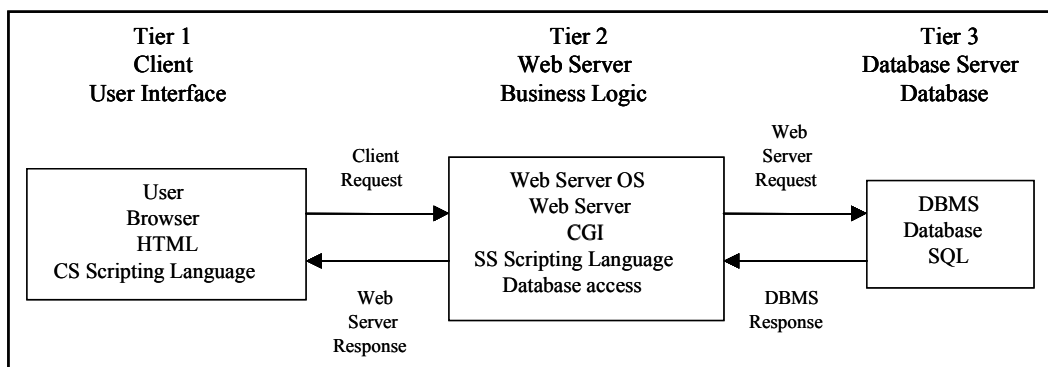 Tier 1
Client
User Interface
Tier 2
Web Server
Business Logic
Tier 3
Database Server
Database
Client
Request
Web
Server
Request
User
Browser
HTML
CS Scripting Language
Web Server OS
Web Server
CGI
SS Scripting Language
Database access
DBMS
Database
SQL
Web
Server
Response
DBMS
Response